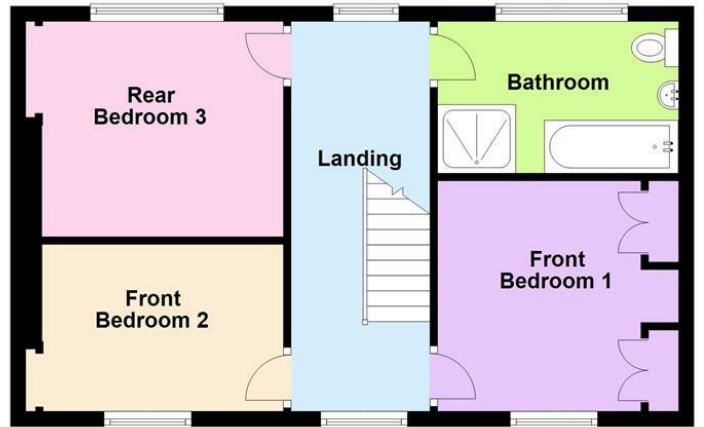 Rear
Bedroom 3
Bathroom
Landing
Front
Bedroom 1
Front
Bedroom 2